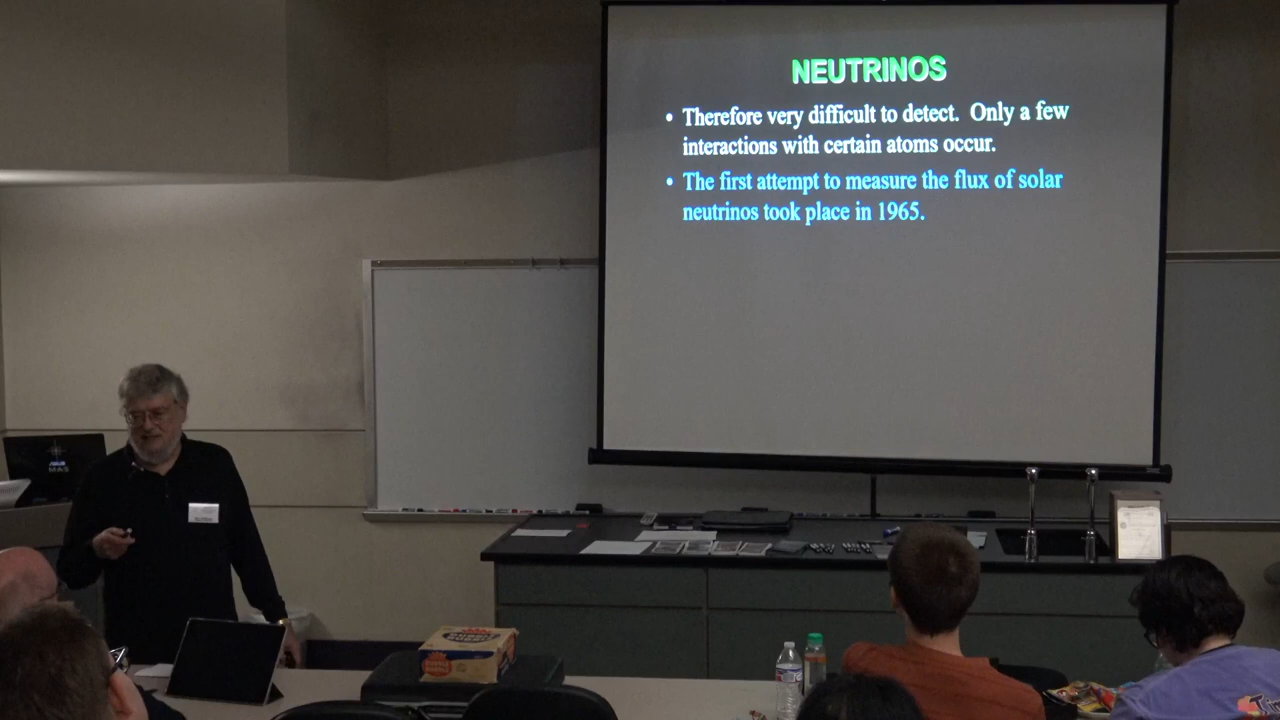 NEUTRINOS
• Therefore very difficult to detect. Only a few
interactions with certain atoms occur.
• The first attempt to measure the flux of solar
neutrinos took place in 1965.
MAS